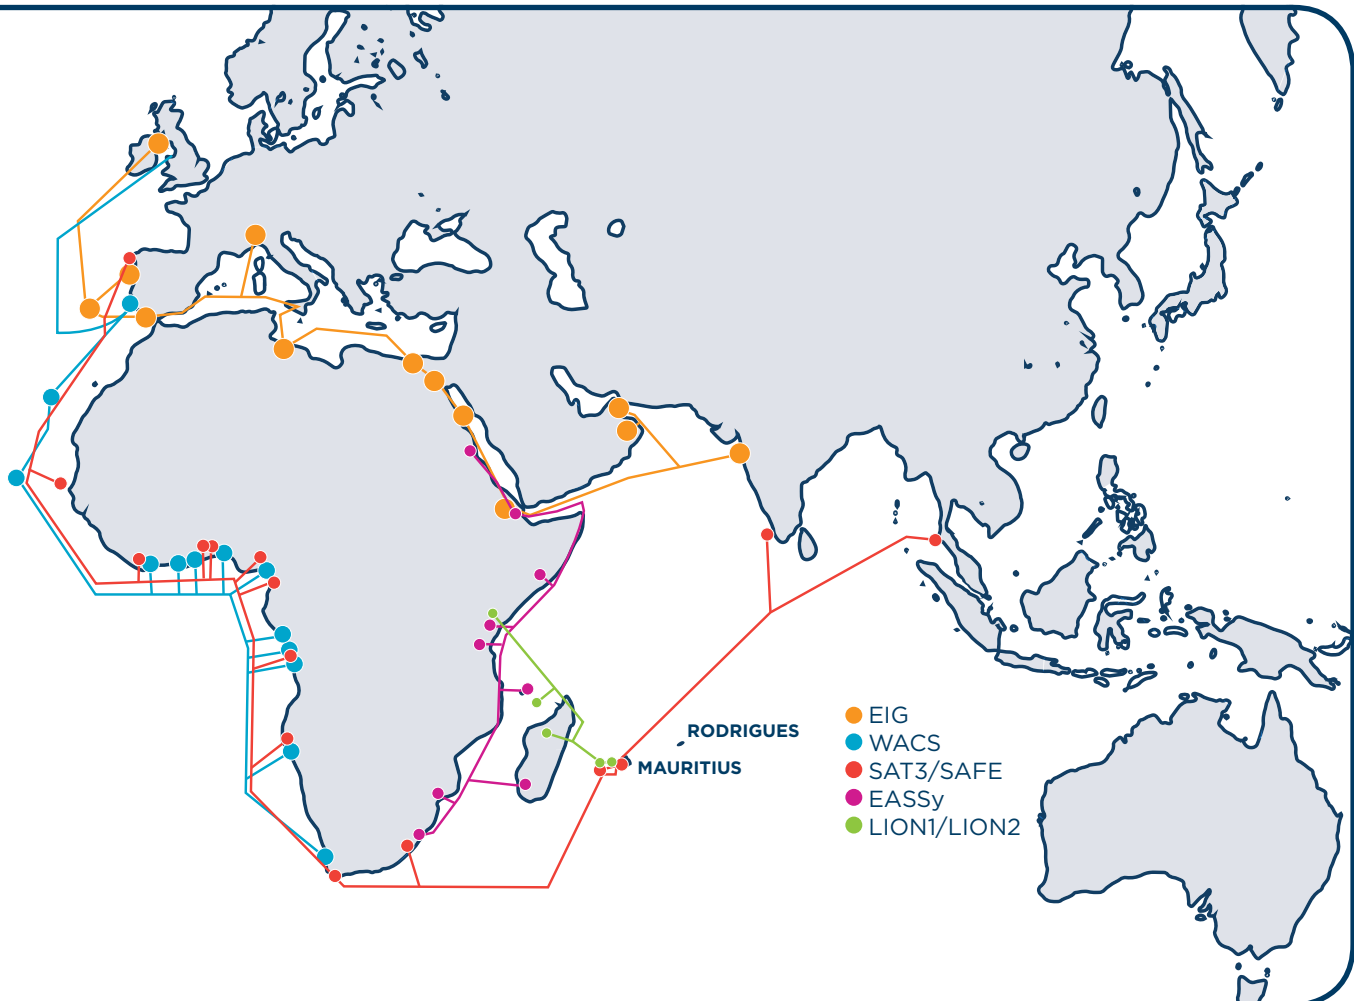 RODRIGUES
MAURITIUS
EIG
WACS
SAT3/SAFE
EASSy
LION1/LION2